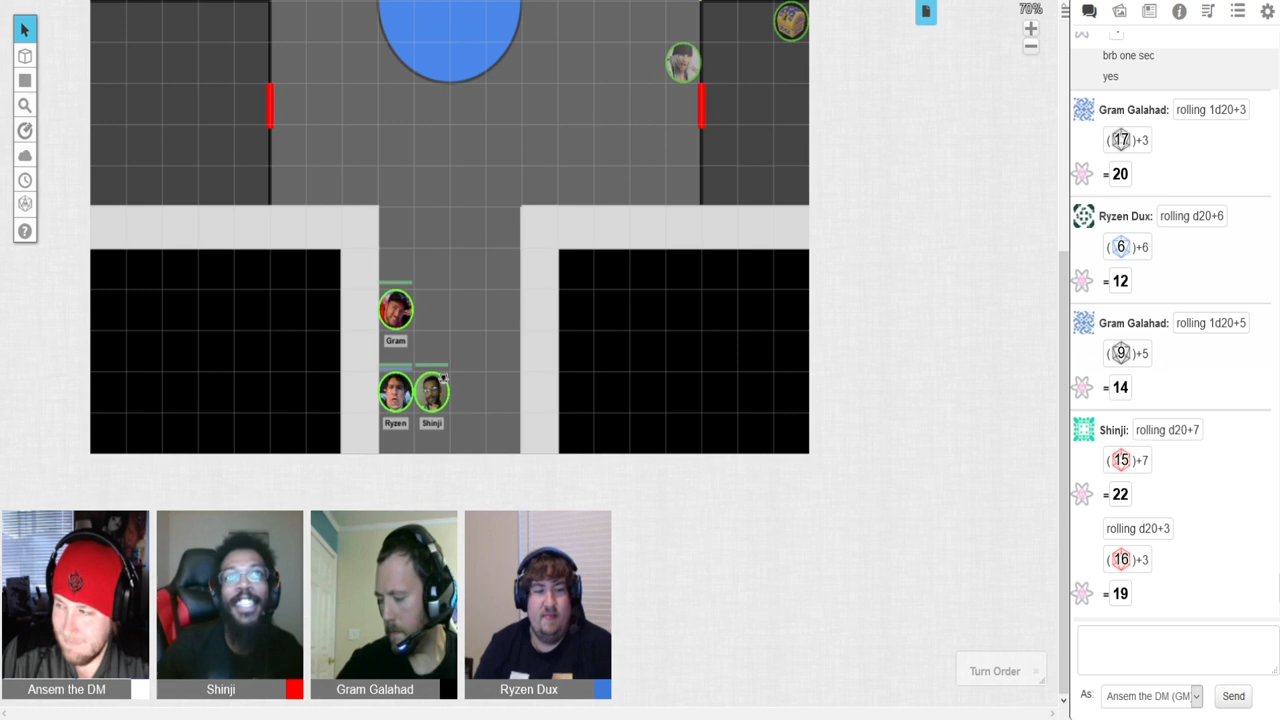 70%
brb one sec
yes
Gram Galahad: rolling 1d20+3
(17)+3
=20
Ryzen Dux: rolling d20+6
(6)+6
=12
Gram Galahad: rolling 1d20+5
(9)+5
=14
Shinji: rolling d20+7
(15)+7
=22
rolling d20+3
(16)+3
=19
Gram
Ryzen
Shinji
Ansem the DM
Shinji
Gram Galahad
Ryzen Dux
Turn Order
As:
Ansem the DM (GM
Send